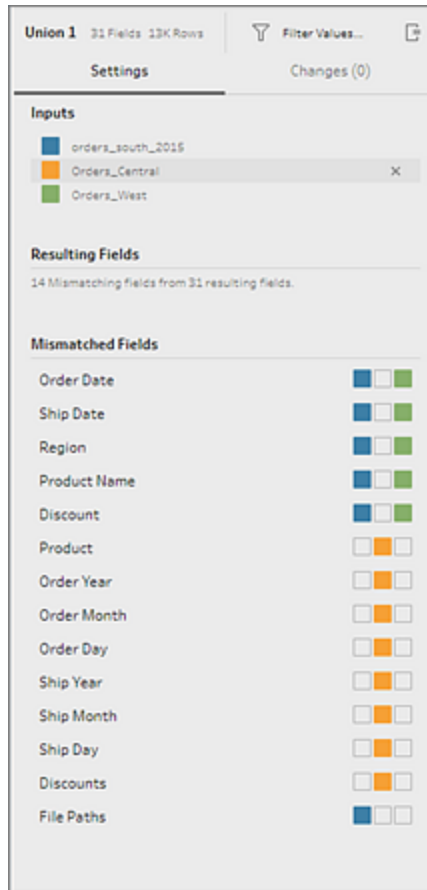 Union 1 31 Fields 13K Rows Filter Values...
Settings Changes (0)
Inputs
orders_south_2015
Orders_Central
Orders_West
Resulting Fields
14 Mismatching fields from 31 resulting fields.
Mismatched Fields
Order Date
Ship Date
Region
Product Name
Discount
Product
Order Year
Order Month
Order Day
Ship Year
Ship Month
Ship Day
Discounts
File Paths